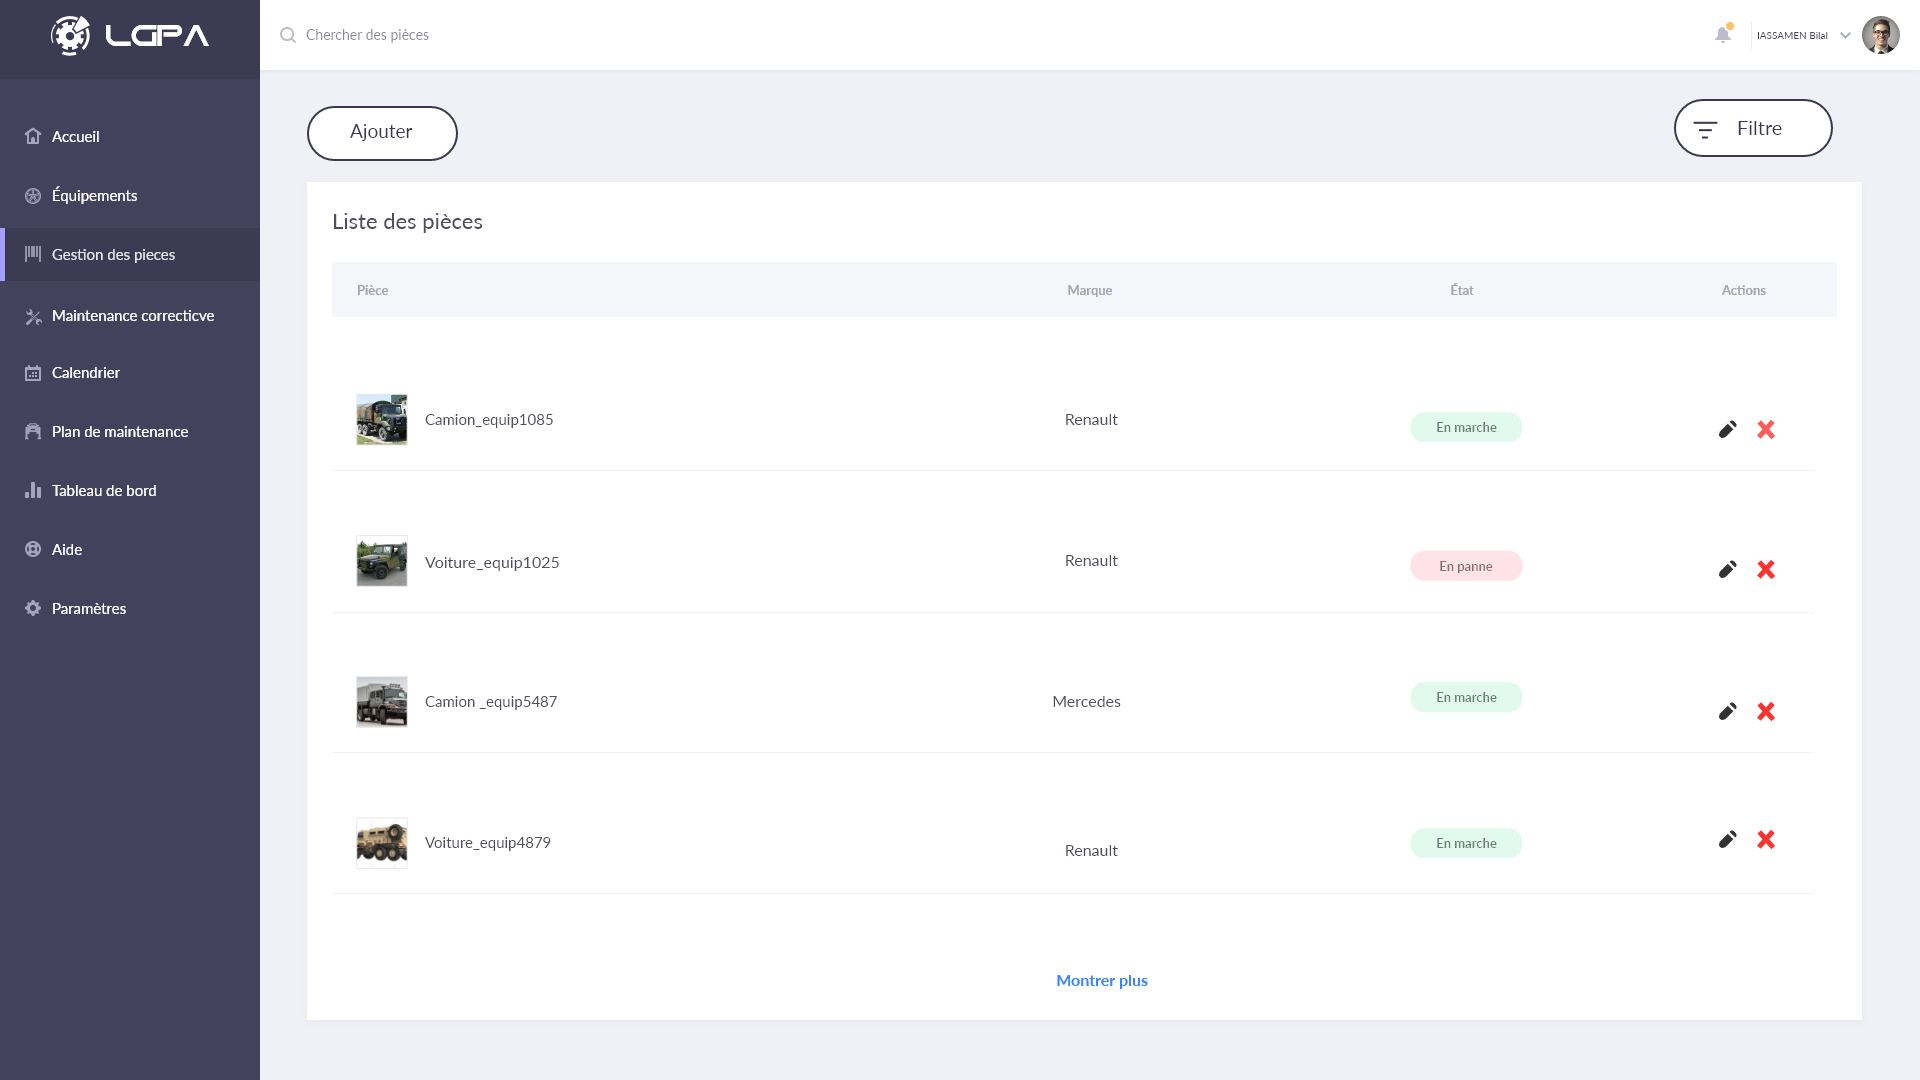 LGPA
Chercher des pièces
IASSAMEN Bilal
Accueil
Équipements
Gestion des pieces
Maintenance correcticve
Calendrier
Plan de maintenance
Tableau de bord
Aide
Paramètres
Ajouter
Filtre
Liste des pièces
Pièce Marque État Actions
Camion_equip1085 Renault En marche
Voiture_equip1025 Renault En panne
Camion _equip5487 Mercedes En marche
Voiture_equip4879 Renault En marche
Montrer plus